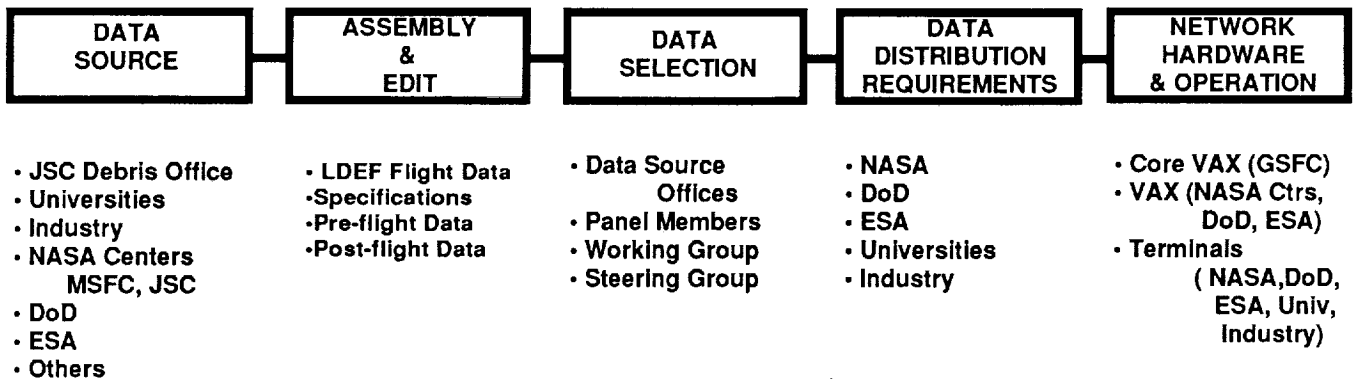 DATA
SOURCE
ASSEMBLY
&
EDIT
DATA
SELECTION
DATA
DISTRIBUTION
REQUIREMENTS
NETWORK
HARDWARE
& OPERATION
• JSC Debris Office
• Universities
• Industry
• NASA Centers
MSFC, JSC
• DoD
• ESA
• Others
• LDEF Flight Data
•Specifications
•Pre-flight Data
•Post-flight Data
• Data Source
Offices
• Panel Members
• Working Group
• Steering Group
• NASA
• DoD
• ESA
• Universities
• Industry
• Core VAX (GSFC)
• VAX (NASA Ctrs,
DoD, ESA)
• Terminals
( NASA,DoD,
ESA, Univ,
Industry)